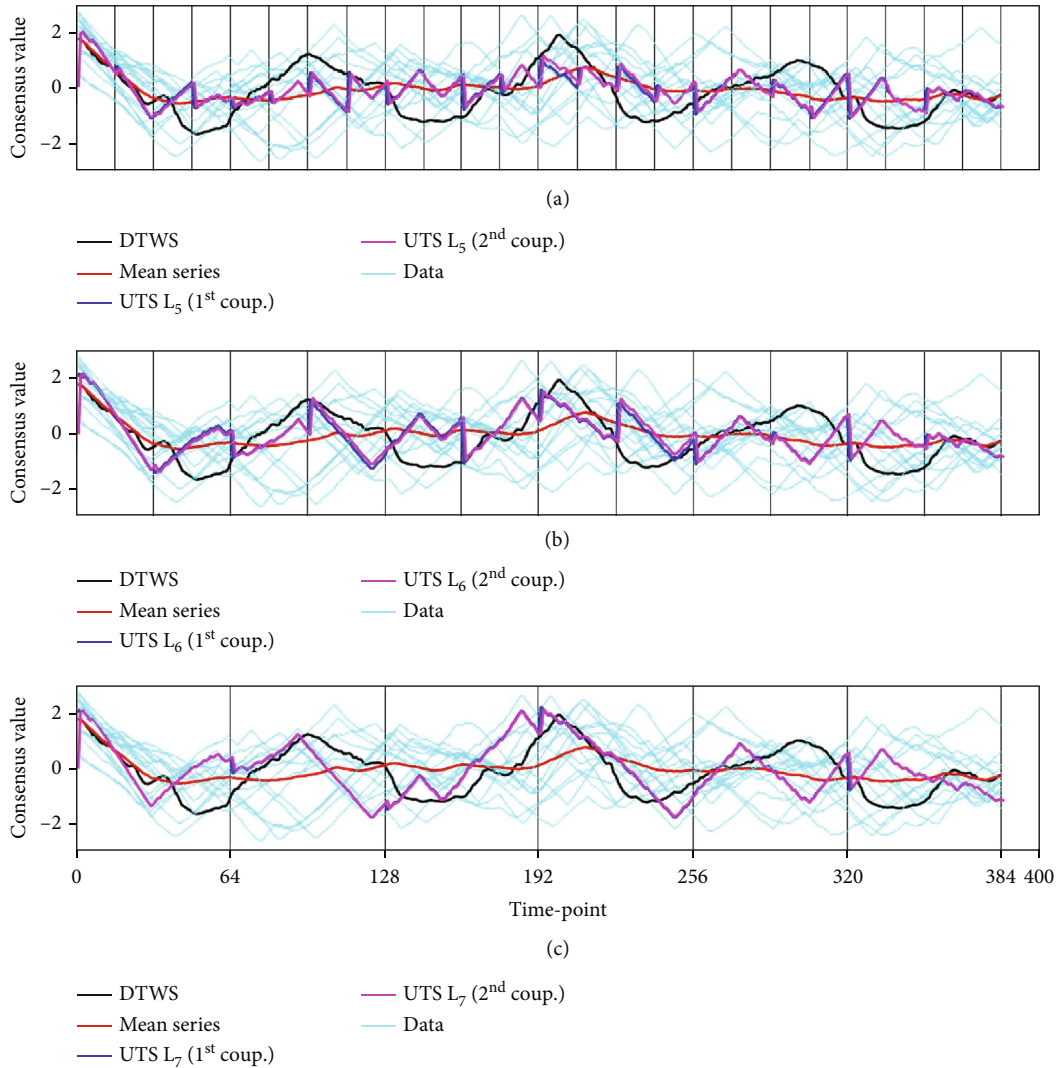 Consensus value
2
0
−2
(a)
DTWS
Mean series
UTS L5 (1st coup.)
UTS L5 (2nd coup.)
Data
Consensus value
2
0
−2
(b)
DTWS
Mean series
UTS L6 (1st coup.)
UTS L6 (2nd coup.)
Data
Consensus value
2
0
−2
0 64 128 192 256 320 384 400
Time-point
(c)
DTWS
Mean series
UTS L7 (1st coup.)
UTS L7 (2nd coup.)
Data